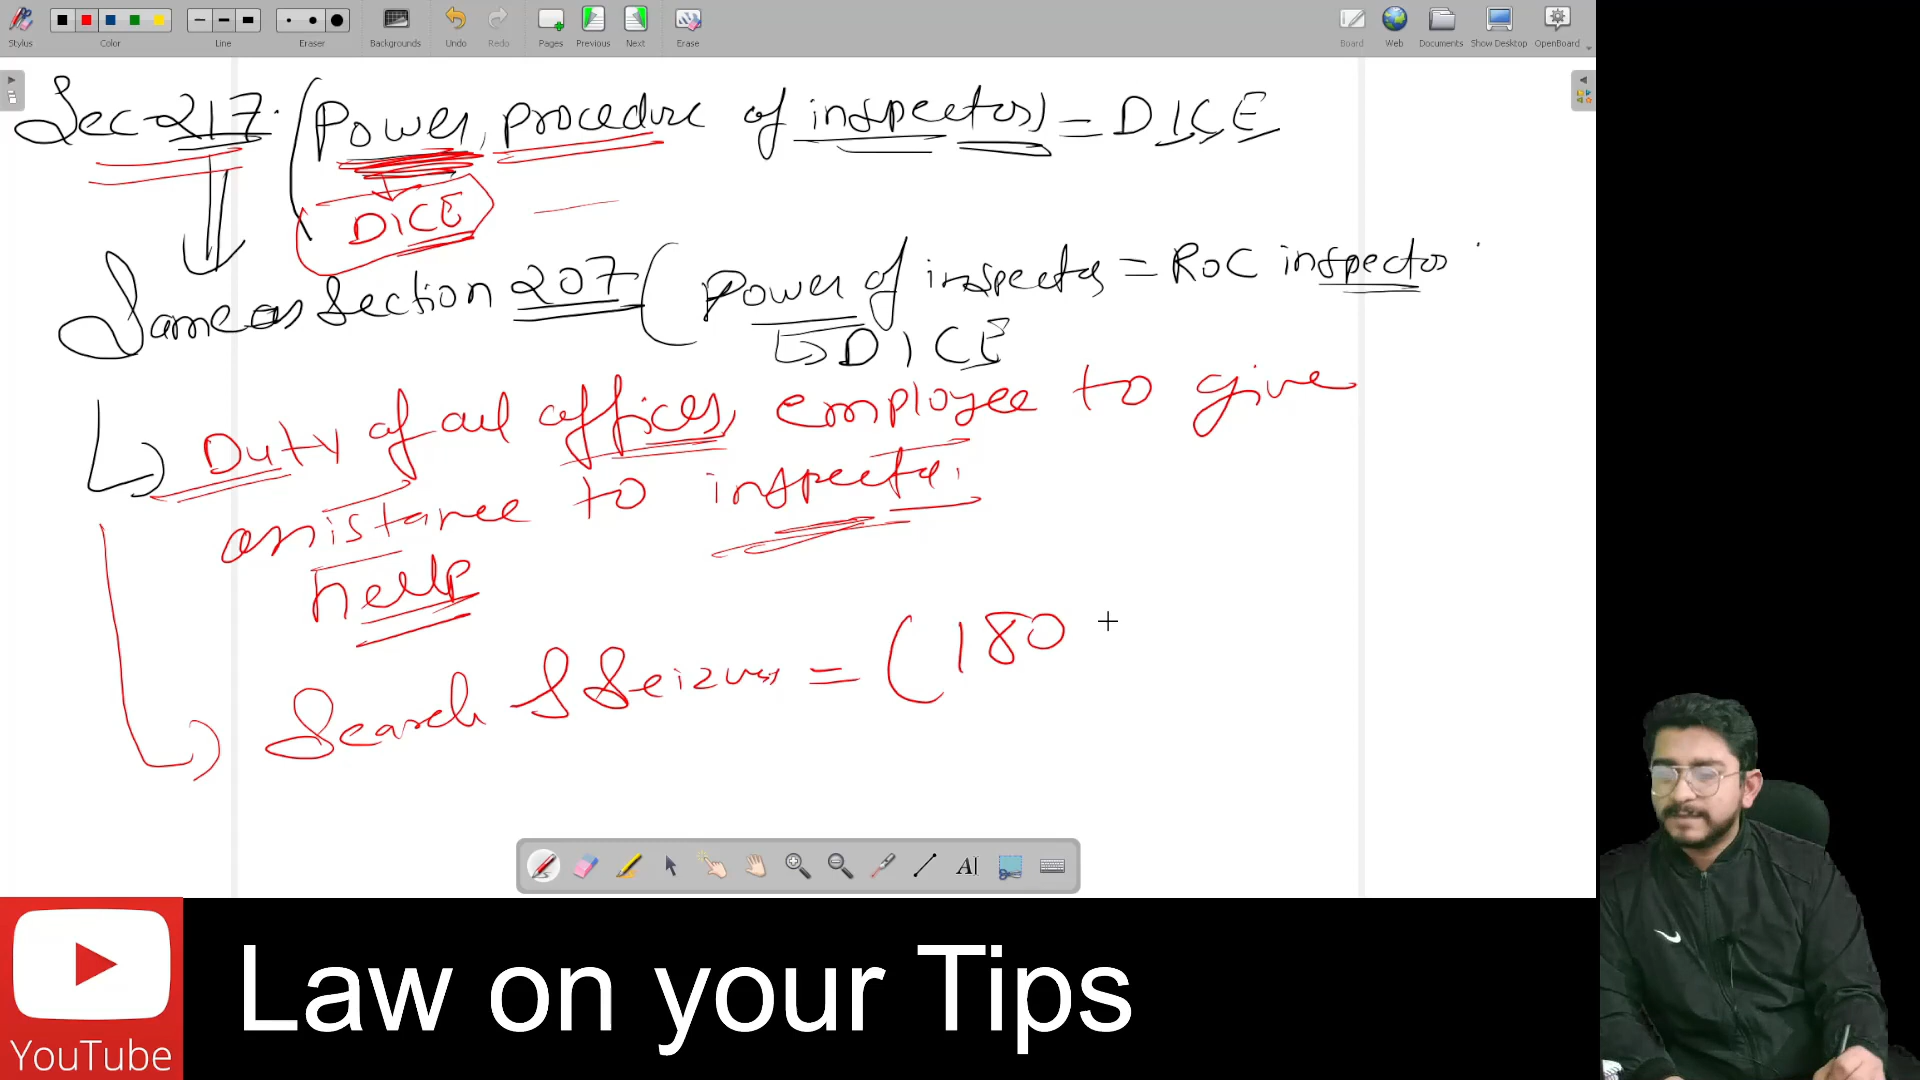 Stylus Color Line Eraser Backgrounds Undo Redo Pages Previous Next Erase Board Web Documents Show Desktop OpenBoard
Sec-217. (Power, procedure of inspectors) = DICE
DICE
Same as Section 207 (Power of inspector = RoC inspector
DICE
Duty of all offices, employee to give
assistance to inspector.
help
Search & Seizure = (180
AI
YouTube
Law on your Tips